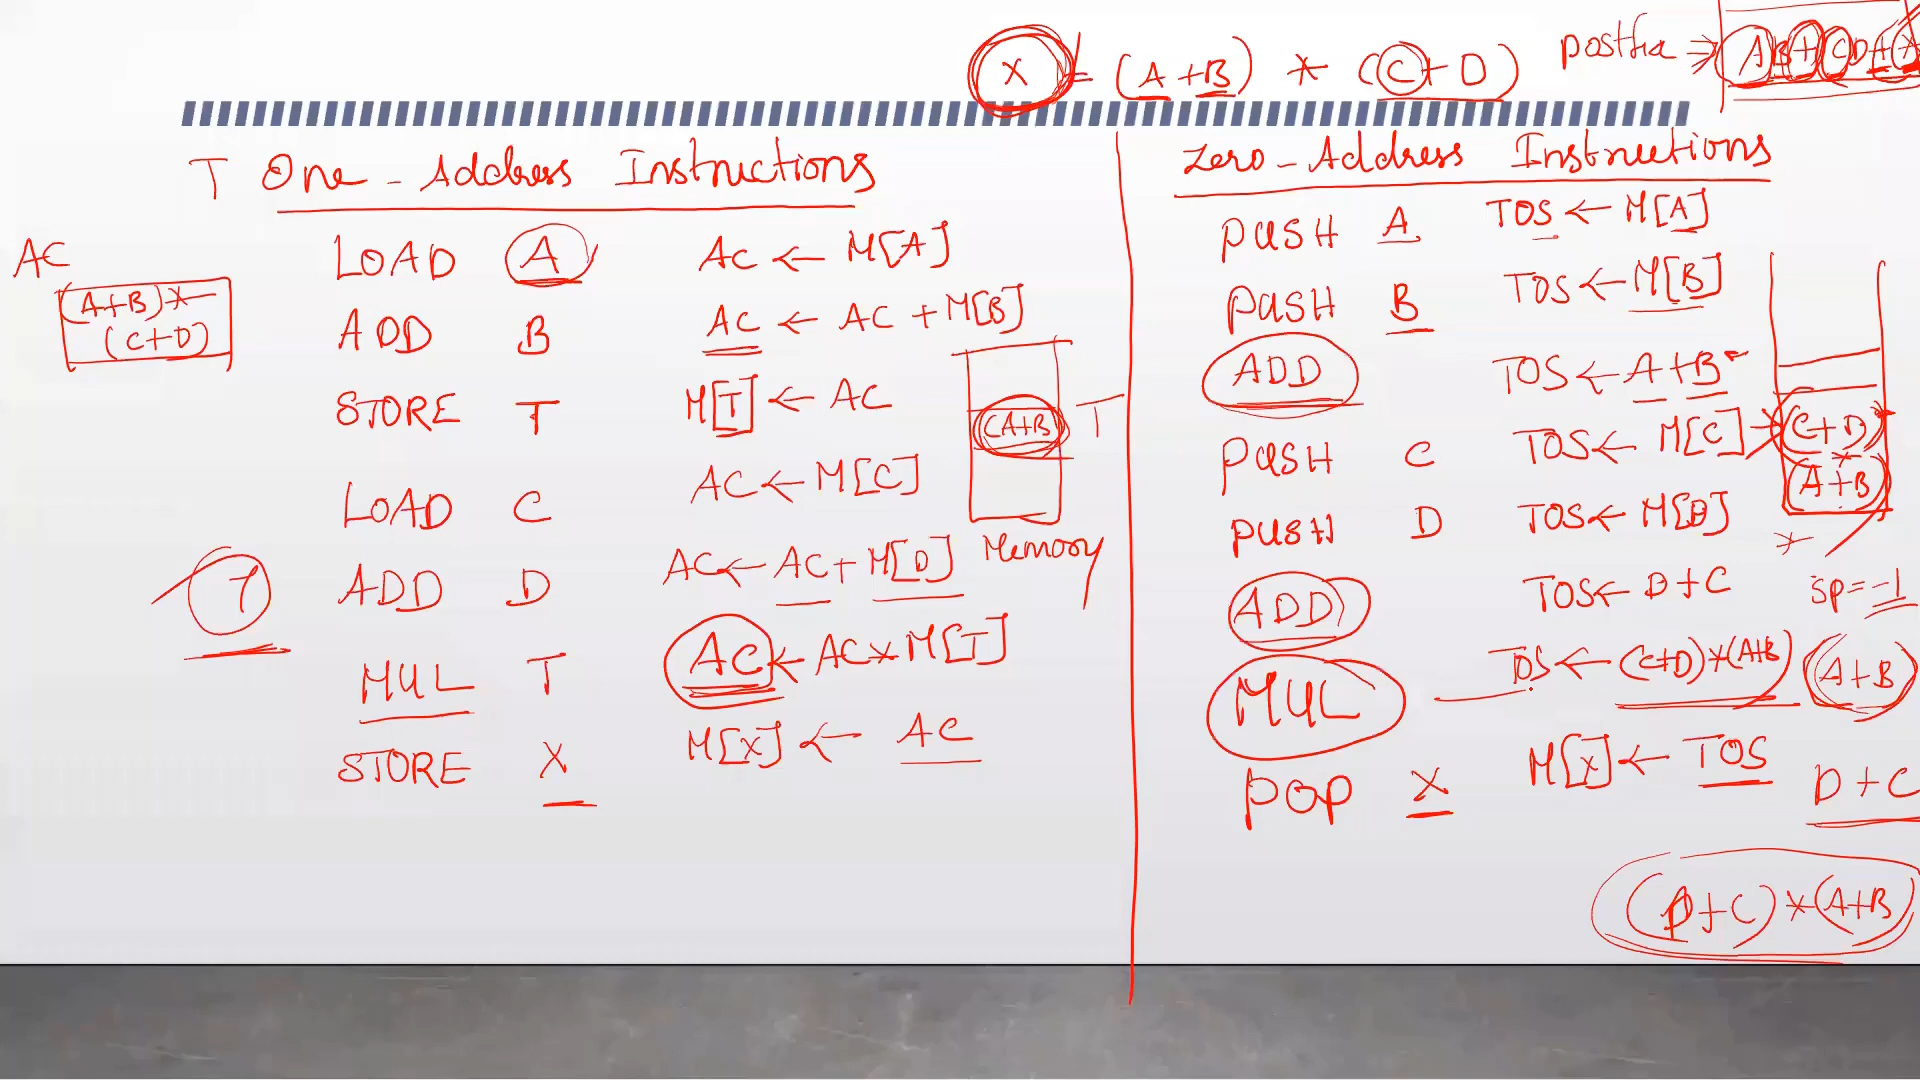 X = (A+B) * (C+D)
postfix ⇒ AB+CD+*
T One-Address Instructions
AC
(A+B)*
(C+D)
LOAD A AC ← M[A]
ADD B AC ← AC + M[B]
STORE T M[T] ← AC
LOAD C AC ← M[C]
ADD D AC ← AC + M[D]
MUL T AC ← AC * M[T]
STORE X M[X] ← AC
7
(A+B) T
Memory
Zero-Address Instructions
PUSH A TOS ← M[A]
PUSH B TOS ← M[B]
ADD TOS ← A+B
PUSH C TOS ← M[C]
PUSH D TOS ← M[D]
ADD TOS ← D+C
MUL TOS ← (C+D)*(A+B)
POP X M[X] ← TOS
(C+D)
*
(A+B)
*
SP=-1
(A+B)
D+C
(D+C)*(A+B)